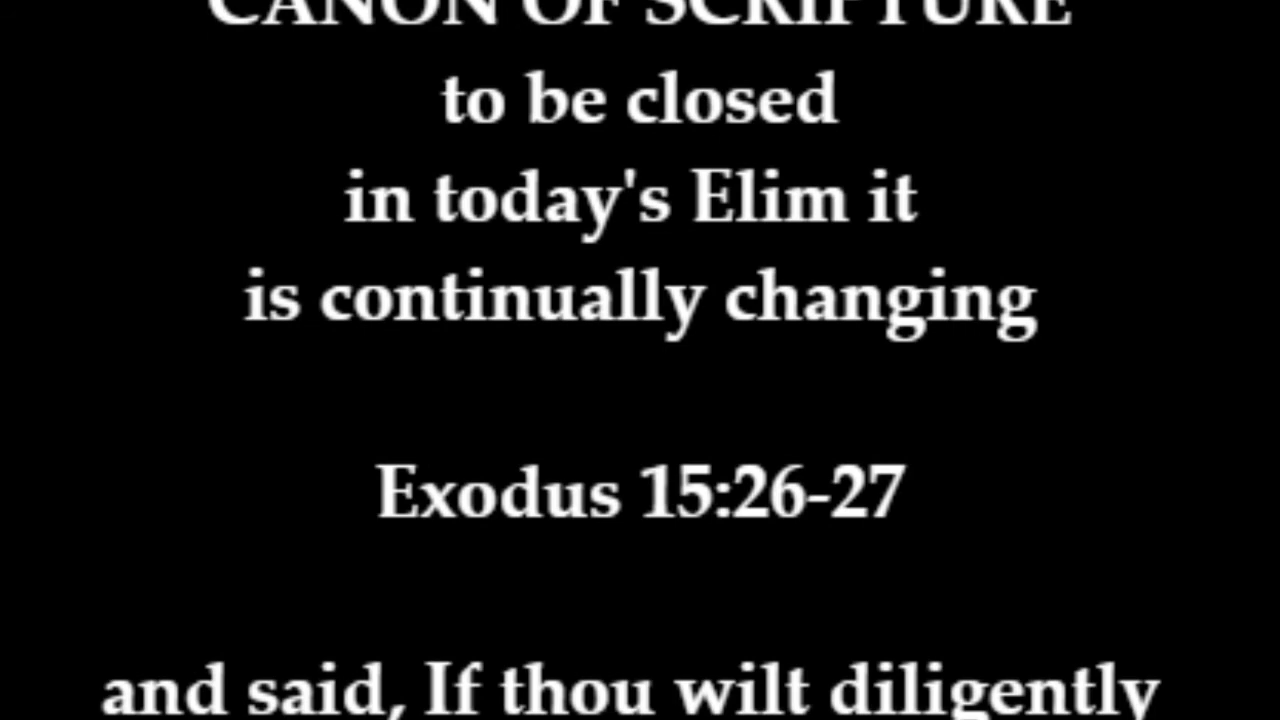 CANON OF SCRIPTURE
to be closed
in today's Elim it
is continually changing
Exodus 15:26-27
and said, If thou wilt diligently